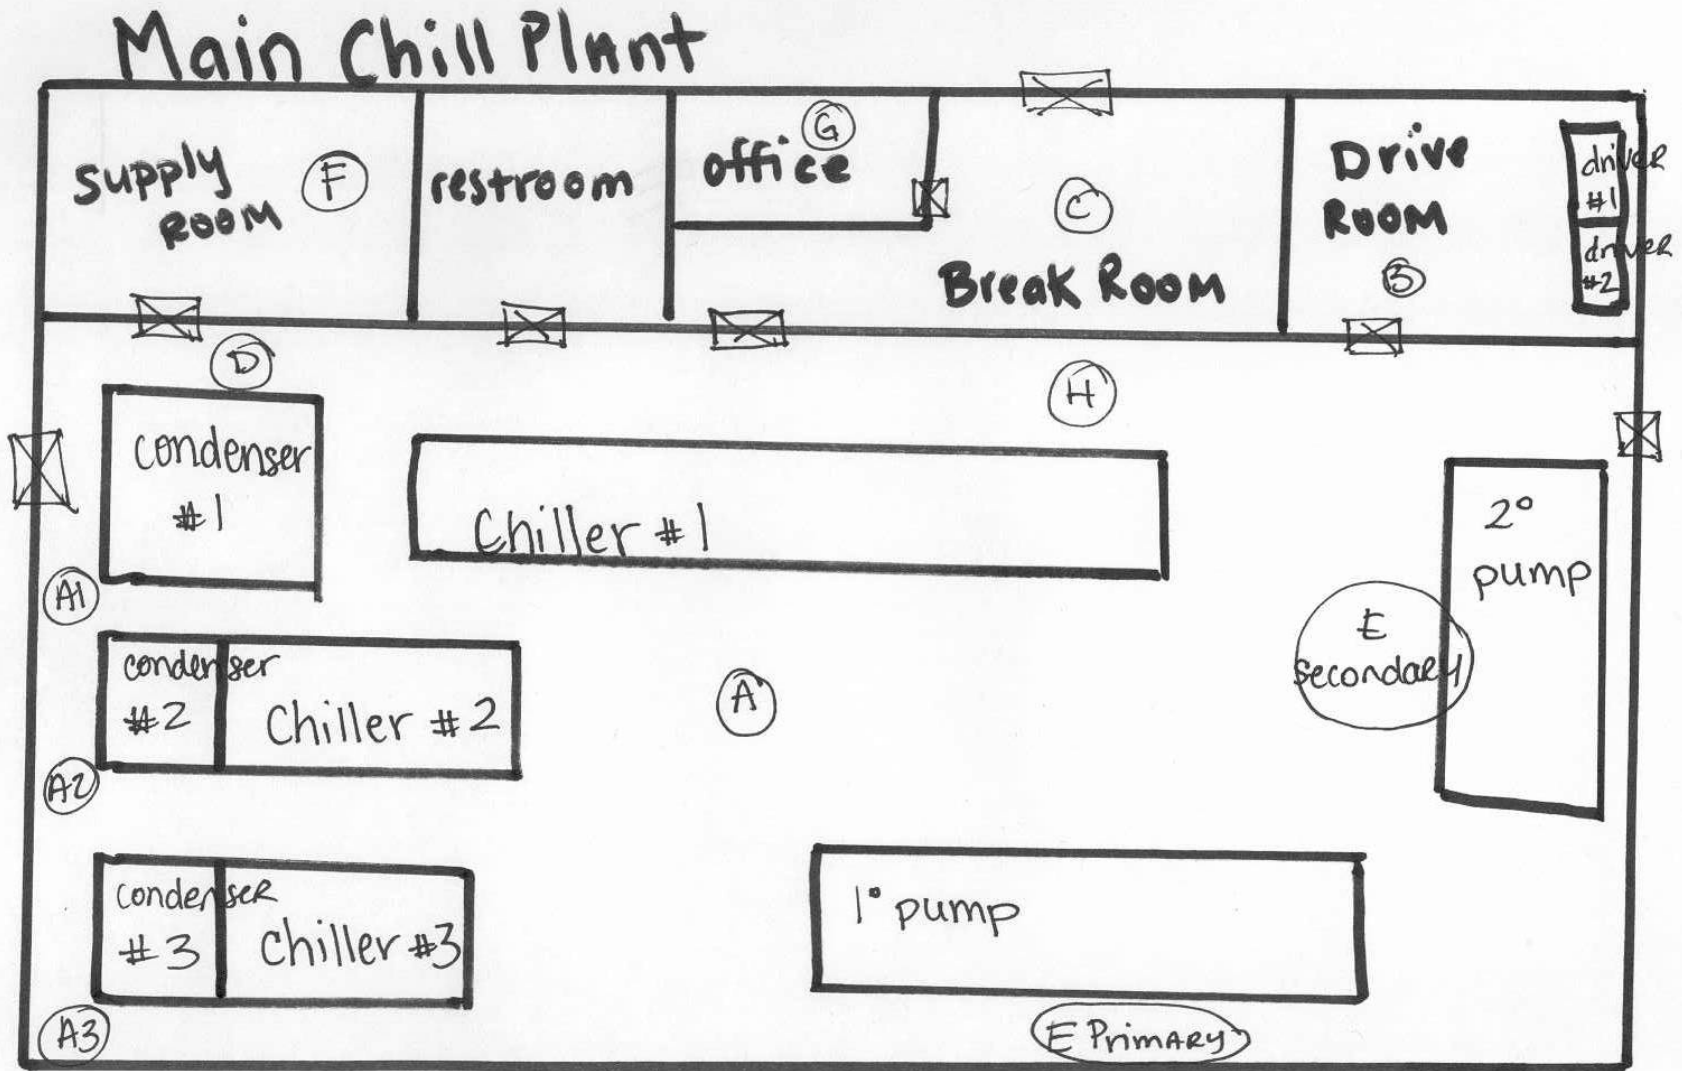 Main Chill Plant
supply
ROOM
F
restroom
office
G
C
Break Room
Drive
ROOM
B
driver
#1
driver
#2
D
H
condenser
#1
A1
Chiller #1
2°
pump
E
secondary
condenser
#2
Chiller #2
A2
A
condenser
#3
Chiller #3
A3
1° pump
E Primary